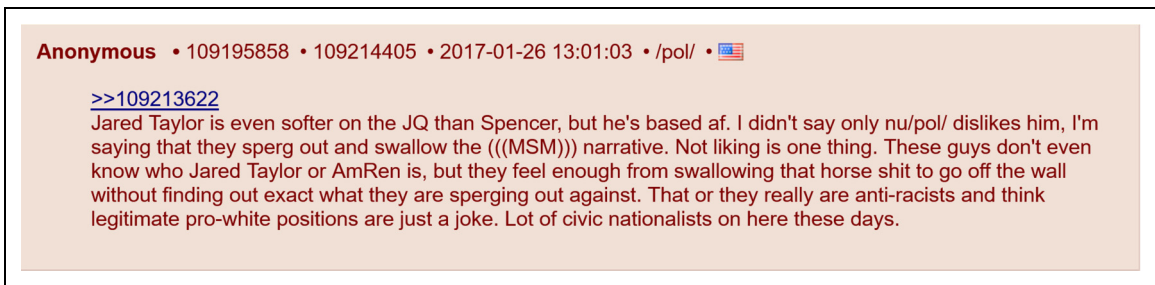 Anonymous • 109195858 • 109214405 • 2017-01-26 13:01:03 • /pol/ •
>>109213622
Jared Taylor is even softer on the JQ than Spencer, but he's based af. I didn't say only nu/pol/ dislikes him, I'm
saying that they sperg out and swallow the (((MSM))) narrative. Not liking is one thing. These guys don't even
know who Jared Taylor or AmRen is, but they feel enough from swallowing that horse shit to go off the wall
without finding out exact what they are sperging out against. That or they really are anti-racists and think
legitimate pro-white positions are just a joke. Lot of civic nationalists on here these days.